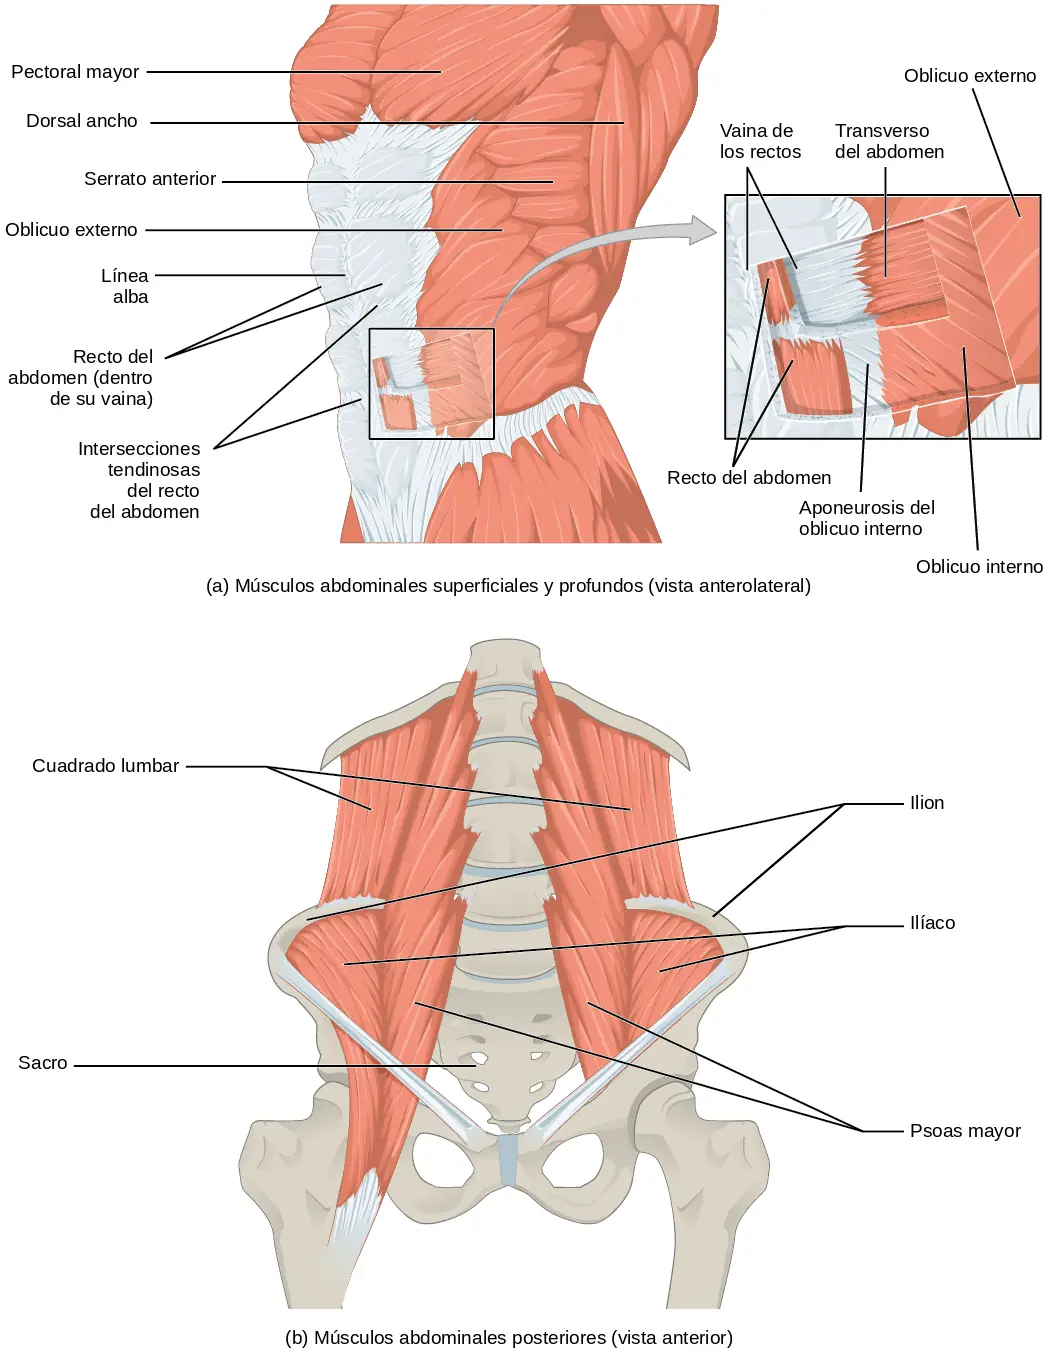 Pectoral mayor
Dorsal ancho
Serrato anterior
Oblicuo externo
Línea
alba
Recto del
abdomen (dentro
de su vaina)
Intersecciones
tendinosas
del recto
del abdomen
Oblicuo externo
Vaina de
los rectos
Transverso
del abdomen
Recto del abdomen
Aponeurosis del
oblicuo interno
Oblicuo interno
(a) Músculos abdominales superficiales y profundos (vista anterolateral)
Cuadrado lumbar
Sacro
Ilion
Ilíaco
Psoas mayor
(b) Músculos abdominales posteriores (vista anterior)